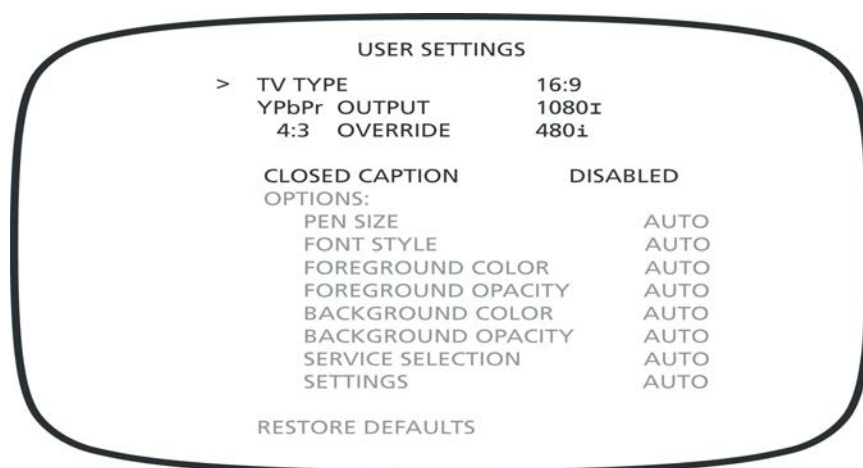 USER SETTINGS
> TV TYPE 16:9
YPbPr OUTPUT 1080I
4:3 OVERRIDE 480i
CLOSED CAPTION DISABLED
OPTIONS:
PEN SIZE AUTO
FONT STYLE AUTO
FOREGROUND COLOR AUTO
FOREGROUND OPACITY AUTO
BACKGROUND COLOR AUTO
BACKGROUND OPACITY AUTO
SERVICE SELECTION AUTO
SETTINGS AUTO
RESTORE DEFAULTS